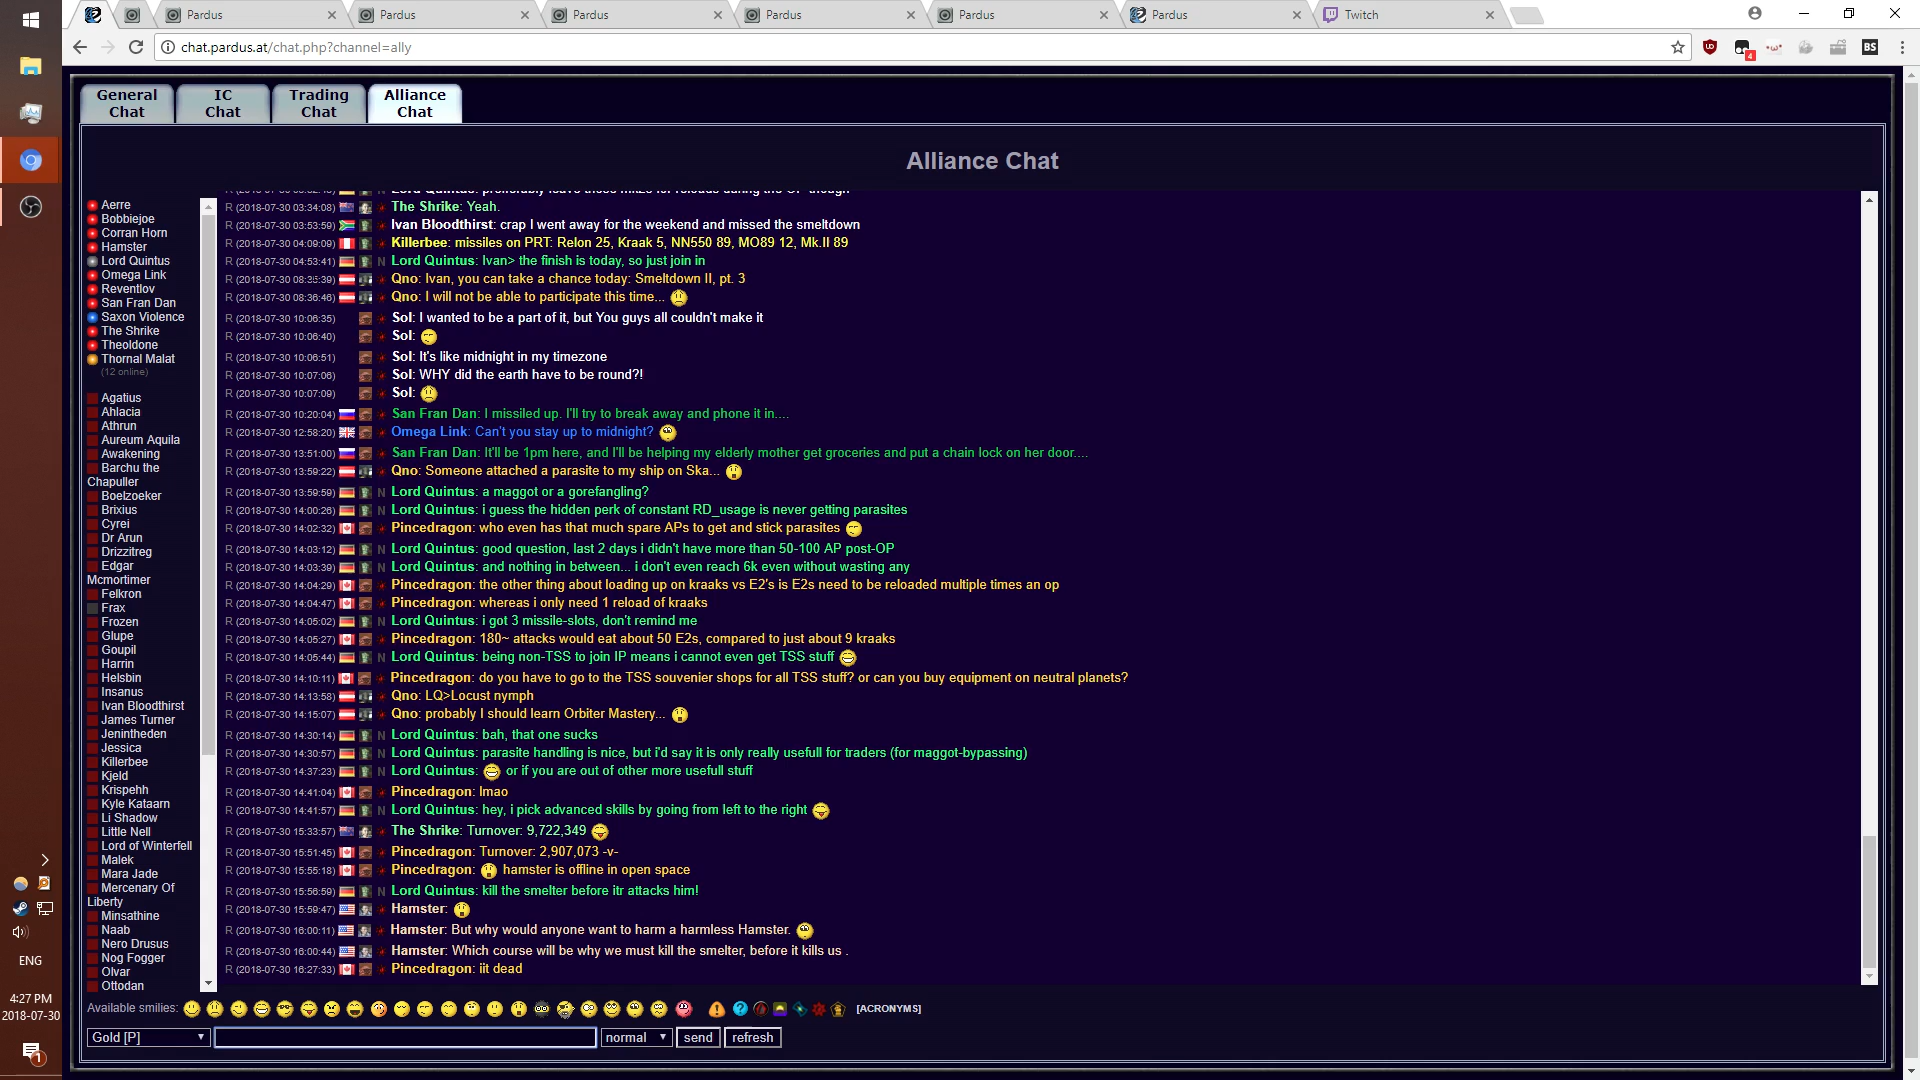 Pardus
Pardus
Pardus
Pardus
Pardus
Pardus
Twitch
chat.pardus.at/chat.php?channel=ally
4
BS
General Chat
IC Chat
Trading Chat
Alliance Chat
Alliance Chat
Aerre
Bobbiejoe
Corran Horn
Hamster
Lord Quintus
Omega Link
Reventlov
San Fran Dan
Saxon Violence
The Shrike
Theoldone
Thornal Malat
(12 online)
Agatius
Ahlacia
Athrun
Aureum Aquila
Awakening
Barchu the
Chapuller
Boelzoeker
Brixius
Cyrei
Dr Arun
Drizzitreg
Edgar
Mcmortimer
Felkron
Frax
Frozen
Glupe
Goupil
Harrin
Helsbin
Insanus
Ivan Bloodthirst
James Turner
Jenintheden
Jessica
Killerbee
Kjeld
Krispehh
Kyle Kataarn
Li Shadow
Little Nell
Lord of Winterfell
Malek
Mara Jade
Mercenary Of
Liberty
Minsathine
Naab
Nero Drusus
Nog Fogger
Olvar
Ottodan
R (2018-07-30 03:34:08) The Shrike: Yeah.
R (2018-07-30 03:53:59) Ivan Bloodthirst: crap I went away for the weekend and missed the smeltdown
R (2018-07-30 04:09:09) Killerbee: missiles on PRT: Relon 25, Kraak 5, NN550 89, MO89 12, Mk.II 89
R (2018-07-30 04:53:41) N Lord Quintus: Ivan> the finish is today, so just join in
R (2018-07-30 08:35:39) Qno: Ivan, you can take a chance today: Smeltdown II, pt. 3
R (2018-07-30 08:36:46) Qno: I will not be able to participate this time...
R (2018-07-30 10:06:35) Sol: I wanted to be a part of it, but You guys all couldn't make it
R (2018-07-30 10:06:40) Sol:
R (2018-07-30 10:06:51) Sol: It's like midnight in my timezone
R (2018-07-30 10:07:06) Sol: WHY did the earth have to be round?!
R (2018-07-30 10:07:09) Sol:
R (2018-07-30 10:20:04) San Fran Dan: I missiled up. I'll try to break away and phone it in....
R (2018-07-30 12:58:20) Omega Link: Can't you stay up to midnight?
R (2018-07-30 13:51:00) San Fran Dan: It'll be 1pm here, and I'll be helping my elderly mother get groceries and put a chain lock on her door....
R (2018-07-30 13:59:22) Qno: Someone attached a parasite to my ship on Ska...
R (2018-07-30 13:59:59) N Lord Quintus: a maggot or a gorefangling?
R (2018-07-30 14:00:26) N Lord Quintus: i guess the hidden perk of constant RD_usage is never getting parasites
R (2018-07-30 14:02:32) Pincedragon: who even has that much spare APs to get and stick parasites
R (2018-07-30 14:03:12) N Lord Quintus: good question, last 2 days i didn't have more than 50-100 AP post-OP
R (2018-07-30 14:03:39) N Lord Quintus: and nothing in between... i don't even reach 6k even without wasting any
R (2018-07-30 14:04:29) Pincedragon: the other thing about loading up on kraaks vs E2's is E2s need to be reloaded multiple times an op
R (2018-07-30 14:04:47) Pincedragon: whereas i only need 1 reload of kraaks
R (2018-07-30 14:05:02) N Lord Quintus: i got 3 missile-slots, don't remind me
R (2018-07-30 14:05:27) Pincedragon: 180~ attacks would eat about 50 E2s, compared to just about 9 kraaks
R (2018-07-30 14:05:44) N Lord Quintus: being non-TSS to join IP means i cannot even get TSS stuff
R (2018-07-30 14:10:11) Pincedragon: do you have to go to the TSS souvenier shops for all TSS stuff? or can you buy equipment on neutral planets?
R (2018-07-30 14:13:58) Qno: LQ>Locust nymph
R (2018-07-30 14:15:07) Qno: probably I should learn Orbiter Mastery...
R (2018-07-30 14:30:14) N Lord Quintus: bah, that one sucks
R (2018-07-30 14:30:57) N Lord Quintus: parasite handling is nice, but i'd say it is only really usefull for traders (for maggot-bypassing)
R (2018-07-30 14:37:23) N Lord Quintus: or if you are out of other more usefull stuff
R (2018-07-30 14:41:04) Pincedragon: lmao
R (2018-07-30 14:41:57) N Lord Quintus: hey, i pick advanced skills by going from left to the right
R (2018-07-30 15:33:57) The Shrike: Turnover: 9,722,349
R (2018-07-30 15:51:45) Pincedragon: Turnover: 2,907,073 -v-
R (2018-07-30 15:55:18) Pincedragon: hamster is offline in open space
R (2018-07-30 15:56:59) N Lord Quintus: kill the smelter before itr attacks him!
R (2018-07-30 15:59:47) Hamster:
R (2018-07-30 16:00:11) Hamster: But why would anyone want to harm a harmless Hamster.
R (2018-07-30 16:00:44) Hamster: Which course will be why we must kill the smelter, before it kills us .
R (2018-07-30 16:27:33) Pincedragon: iit dead
Available smilies: [ACRONYMS]
Gold [P] normal send refresh
ENG
4:27 PM
2018-07-30
1